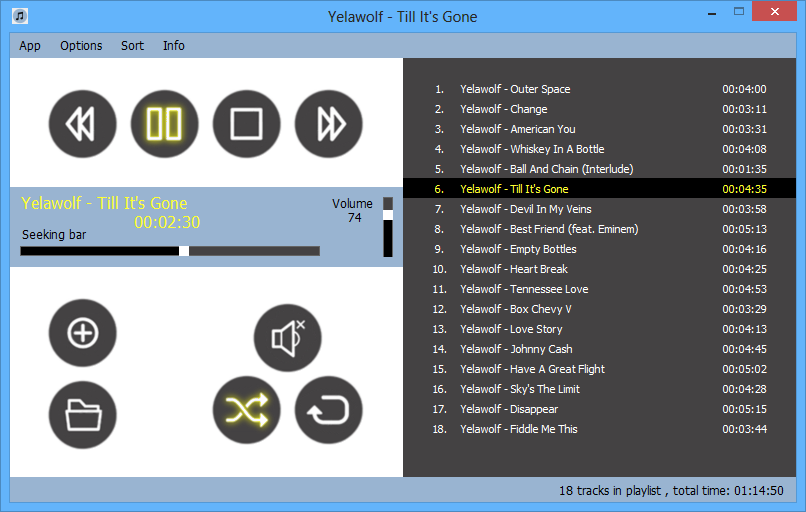 Yelawolf - Till It's Gone
App Options Sort Info
Yelawolf - Till It's Gone
00:02:30
Seeking bar
Volume
74
1. Yelawolf - Outer Space 00:04:00
2. Yelawolf - Change 00:03:11
3. Yelawolf - American You 00:03:31
4. Yelawolf - Whiskey In A Bottle 00:04:08
5. Yelawolf - Ball And Chain (Interlude) 00:01:35
6. Yelawolf - Till It's Gone 00:04:35
7. Yelawolf - Devil In My Veins 00:03:58
8. Yelawolf - Best Friend (feat. Eminem) 00:05:13
9. Yelawolf - Empty Bottles 00:04:16
10. Yelawolf - Heart Break 00:04:25
11. Yelawolf - Tennessee Love 00:04:53
12. Yelawolf - Box Chevy V 00:03:29
13. Yelawolf - Love Story 00:04:13
14. Yelawolf - Johnny Cash 00:04:45
15. Yelawolf - Have A Great Flight 00:05:02
16. Yelawolf - Sky's The Limit 00:04:28
17. Yelawolf - Disappear 00:05:15
18. Yelawolf - Fiddle Me This 00:03:44
18 tracks in playlist , total time: 01:14:50